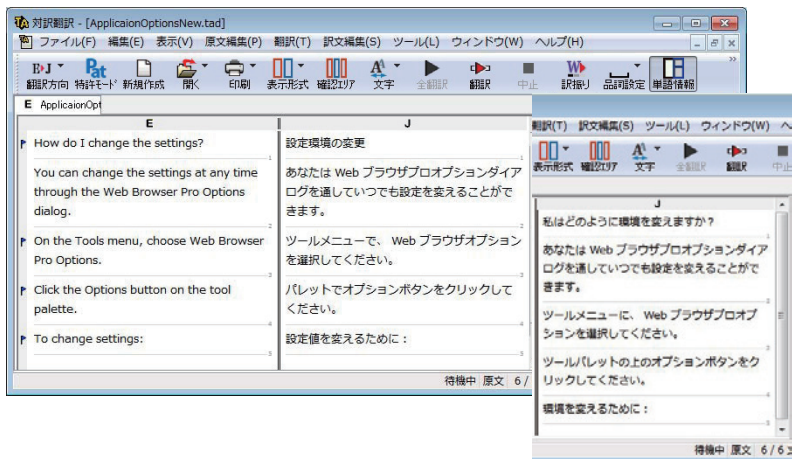 対訳翻訳 - [ApplicaionOptionsNew.tad]
ファイル(F) 編集(E) 表示(V) 原文編集(P) 翻訳(T) 訳文編集(S) ツール(L) ウィンドウ(W) ヘルプ(H)
E›J Pat
翻訳方向 特許モード 新規作成 開く 印刷 表示形式 確認エリア 文字 全翻訳 翻訳 中止 訳振り 品詞設定 単語情報
E ApplicaionOpt
E J
How do I change the settings? 設定環境の変更
1 1
You can change the settings at any time あなたは Web ブラウザプロオプションダイア
through the Web Browser Pro Options ログを通していつでも設定を変えることがで
dialog. きます。
2 2
On the Tools menu, choose Web Browser ツールメニューで、 Web ブラウザオプション
Pro Options. を選択してください。
3 3
Click the Options button on the tool パレットでオプションボタンをクリックして
palette. ください。
4 4
To change settings: 設定値を変えるために：
5 5
待機中 原文 6 /
翻訳(T) 訳文編集(S) ツール(L) ウィンドウ(W) ヘ
表示形式 確認エリア 文字 全翻訳 翻訳 中止
J
私はどのように環境を変えますか？
1
あなたは Web ブラウザプロオプションダイア
ログを通していつでも設定を変えることがで
きます。
2
ツールメニューに、 Web ブラウザプロオプ
ションを選択してください。
3
ツールパレットの上のオプションボタンをク
リックしてください。
4
環境を変えるために：
5
待機中 原文 6 / 6 文